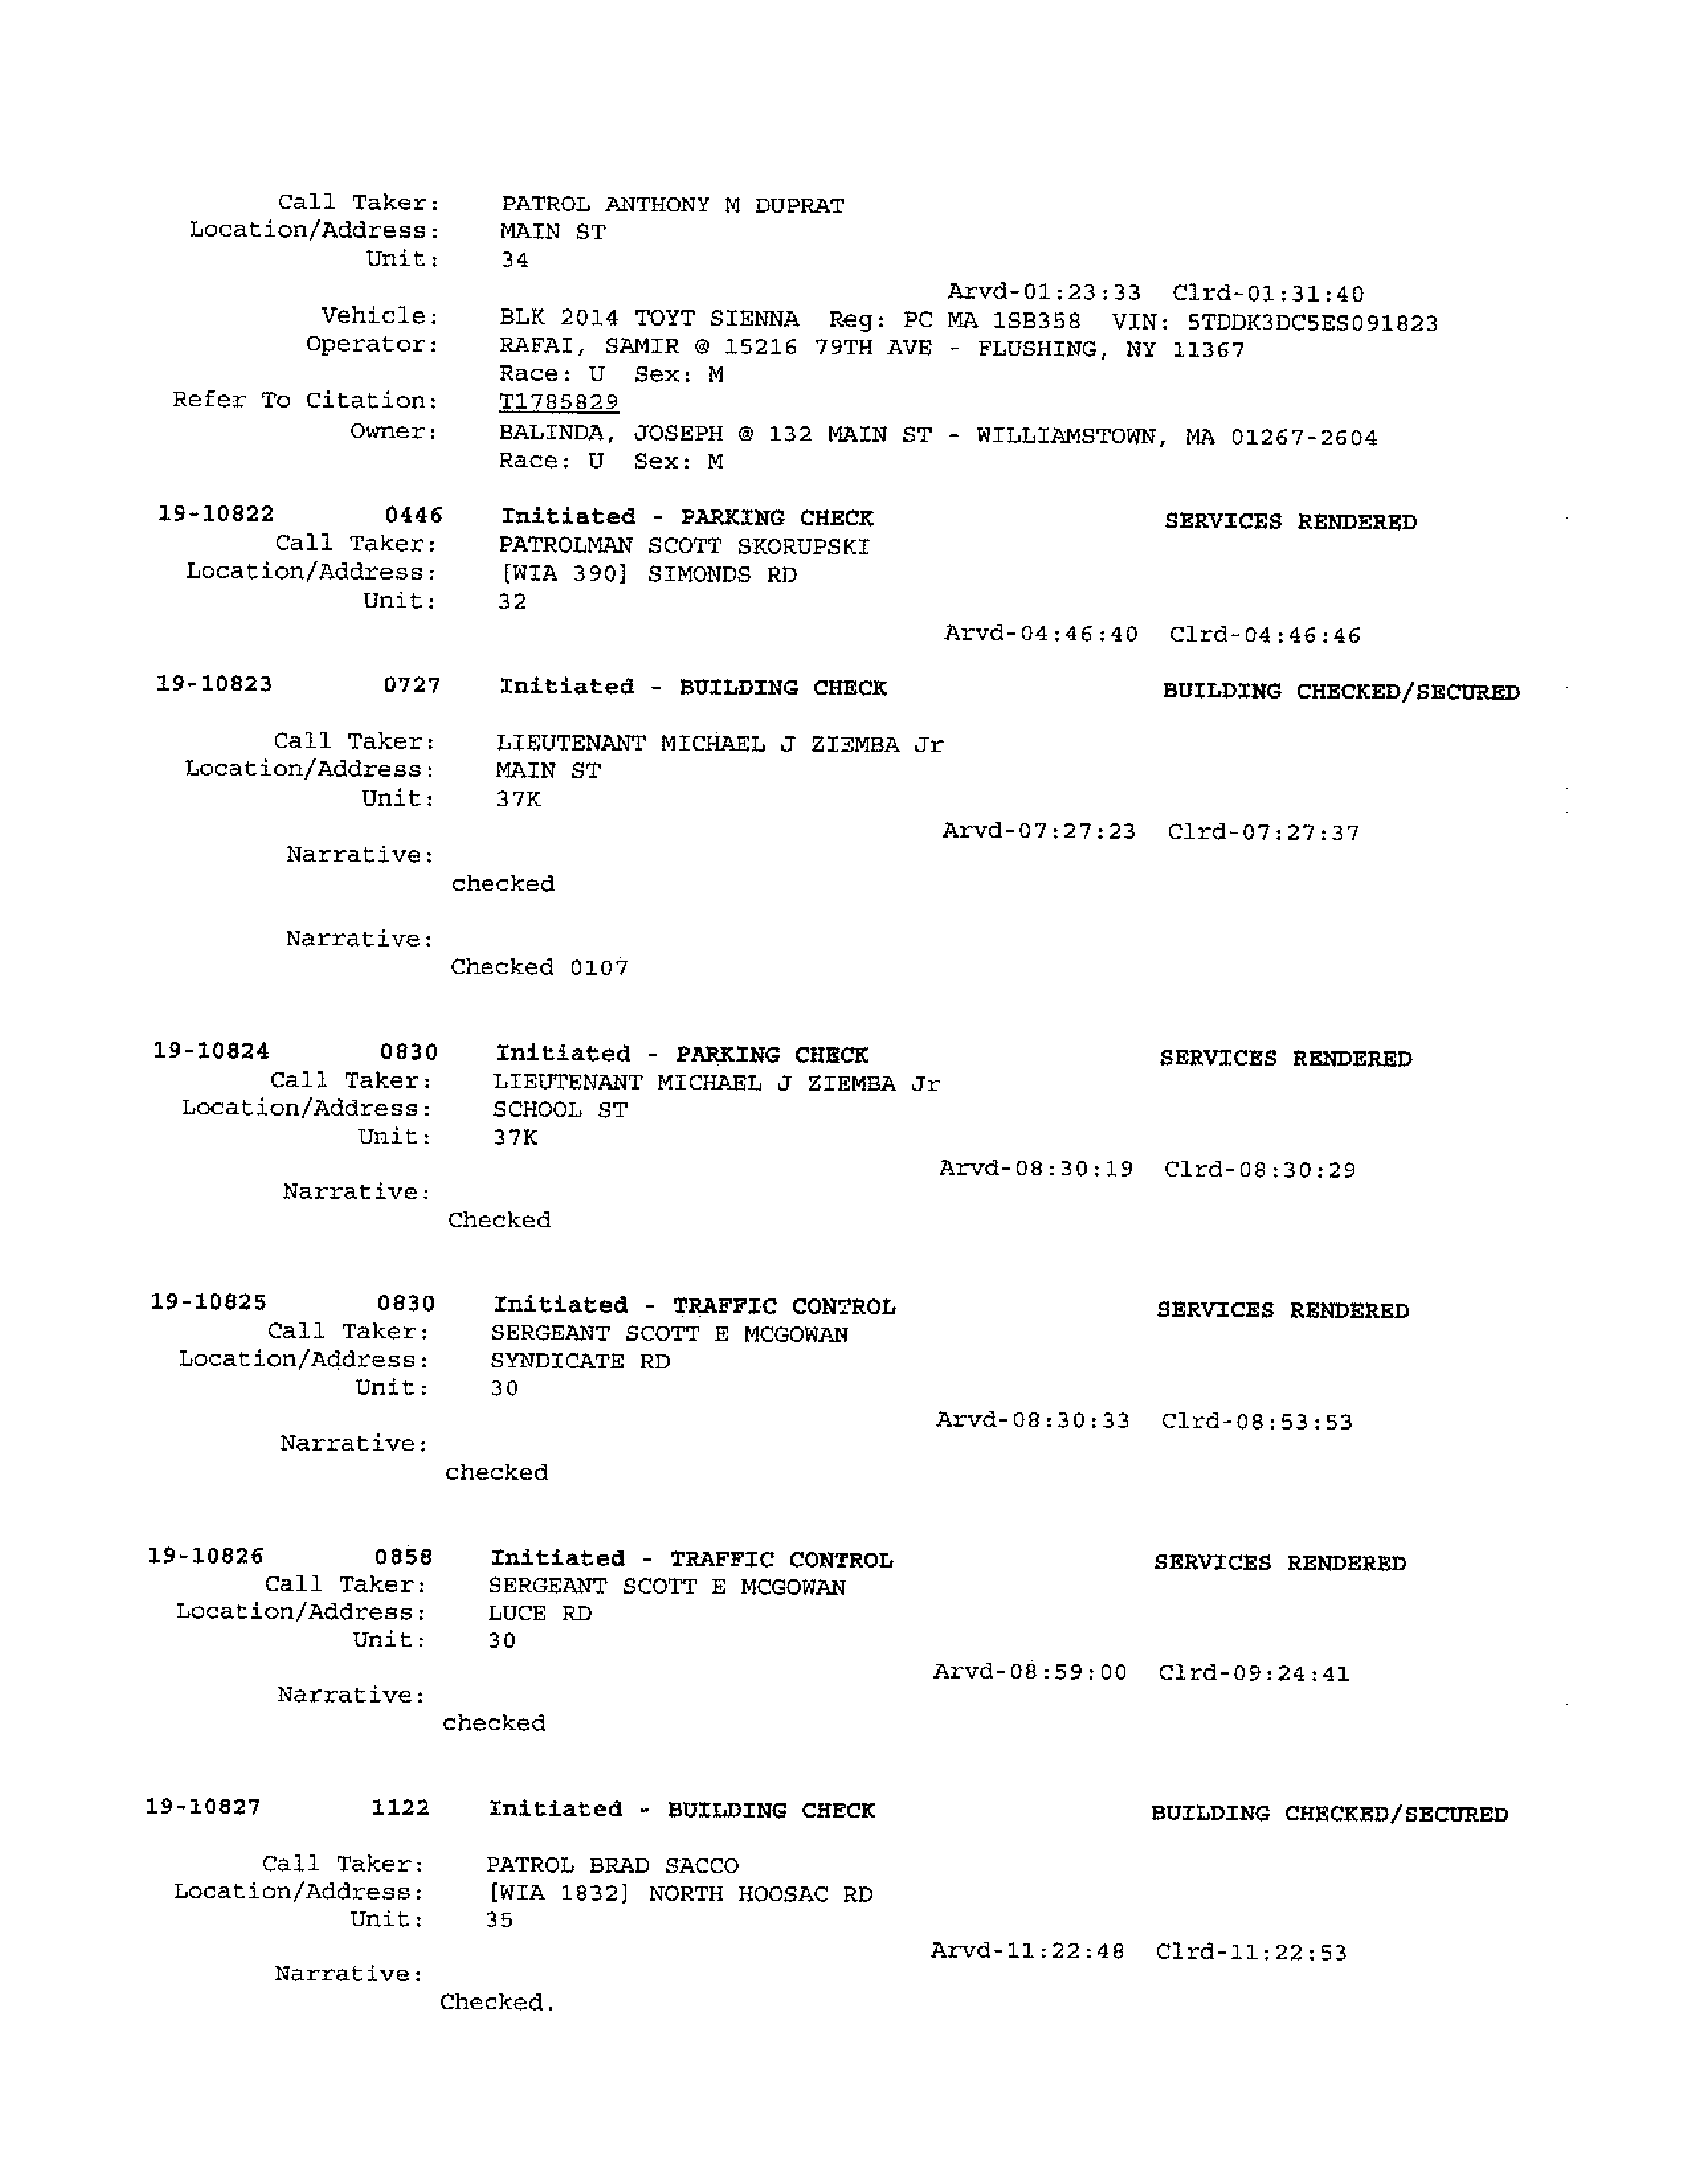 Call Taker: PATROL ANTHONY M DUPRAT
Location/Address: MAIN ST
Unit: 34
Arvd-01:23:33 Clrd-01:31:40
Vehicle: BLK 2014 TOYT SIENNA Reg: PC MA 1SB358 VIN: 5TDDK3DC5ES091823
Operator: RAFAI, SAMIR @ 15216 79TH AVE - FLUSHING, NY 11367
Race: U Sex: M
Refer To Citation: T1785829
Owner: BALINDA, JOSEPH @ 132 MAIN ST - WILLIAMSTOWN, MA 01267-2604
Race: U Sex: M
19-10822 0446 Initiated - PARKING CHECK SERVICES RENDERED
Call Taker: PATROLMAN SCOTT SKORUPSKI
Location/Address: [WIA 390] SIMONDS RD
Unit: 32
Arvd-04:46:40 Clrd-04:46:46
19-10823 0727 Initiated - BUILDING CHECK BUILDING CHECKED/SECURED
Call Taker: LIEUTENANT MICHAEL J ZIEMBA Jr
Location/Address: MAIN ST
Unit: 37K
Arvd-07:27:23 Clrd-07:27:37
Narrative:
checked
Narrative:
Checked 0107
19-10824 0830 Initiated - PARKING CHECK SERVICES RENDERED
Call Taker: LIEUTENANT MICHAEL J ZIEMBA Jr
Location/Address: SCHOOL ST
Unit: 37K
Arvd-08:30:19 Clrd-08:30:29
Narrative:
Checked
19-10825 0830 Initiated - TRAFFIC CONTROL SERVICES RENDERED
Call Taker: SERGEANT SCOTT E MCGOWAN
Location/Address: SYNDICATE RD
Unit: 30
Arvd-08:30:33 Clrd-08:53:53
Narrative:
checked
19-10826 0858 Initiated - TRAFFIC CONTROL SERVICES RENDERED
Call Taker: SERGEANT SCOTT E MCGOWAN
Location/Address: LUCE RD
Unit: 30
Arvd-08:59:00 Clrd-09:24:41
Narrative:
checked
19-10827 1122 Initiated - BUILDING CHECK BUILDING CHECKED/SECURED
Call Taker: PATROL BRAD SACCO
Location/Address: [WIA 1832] NORTH HOOSAC RD
Unit: 35
Arvd-11:22:48 Clrd-11:22:53
Narrative:
Checked.